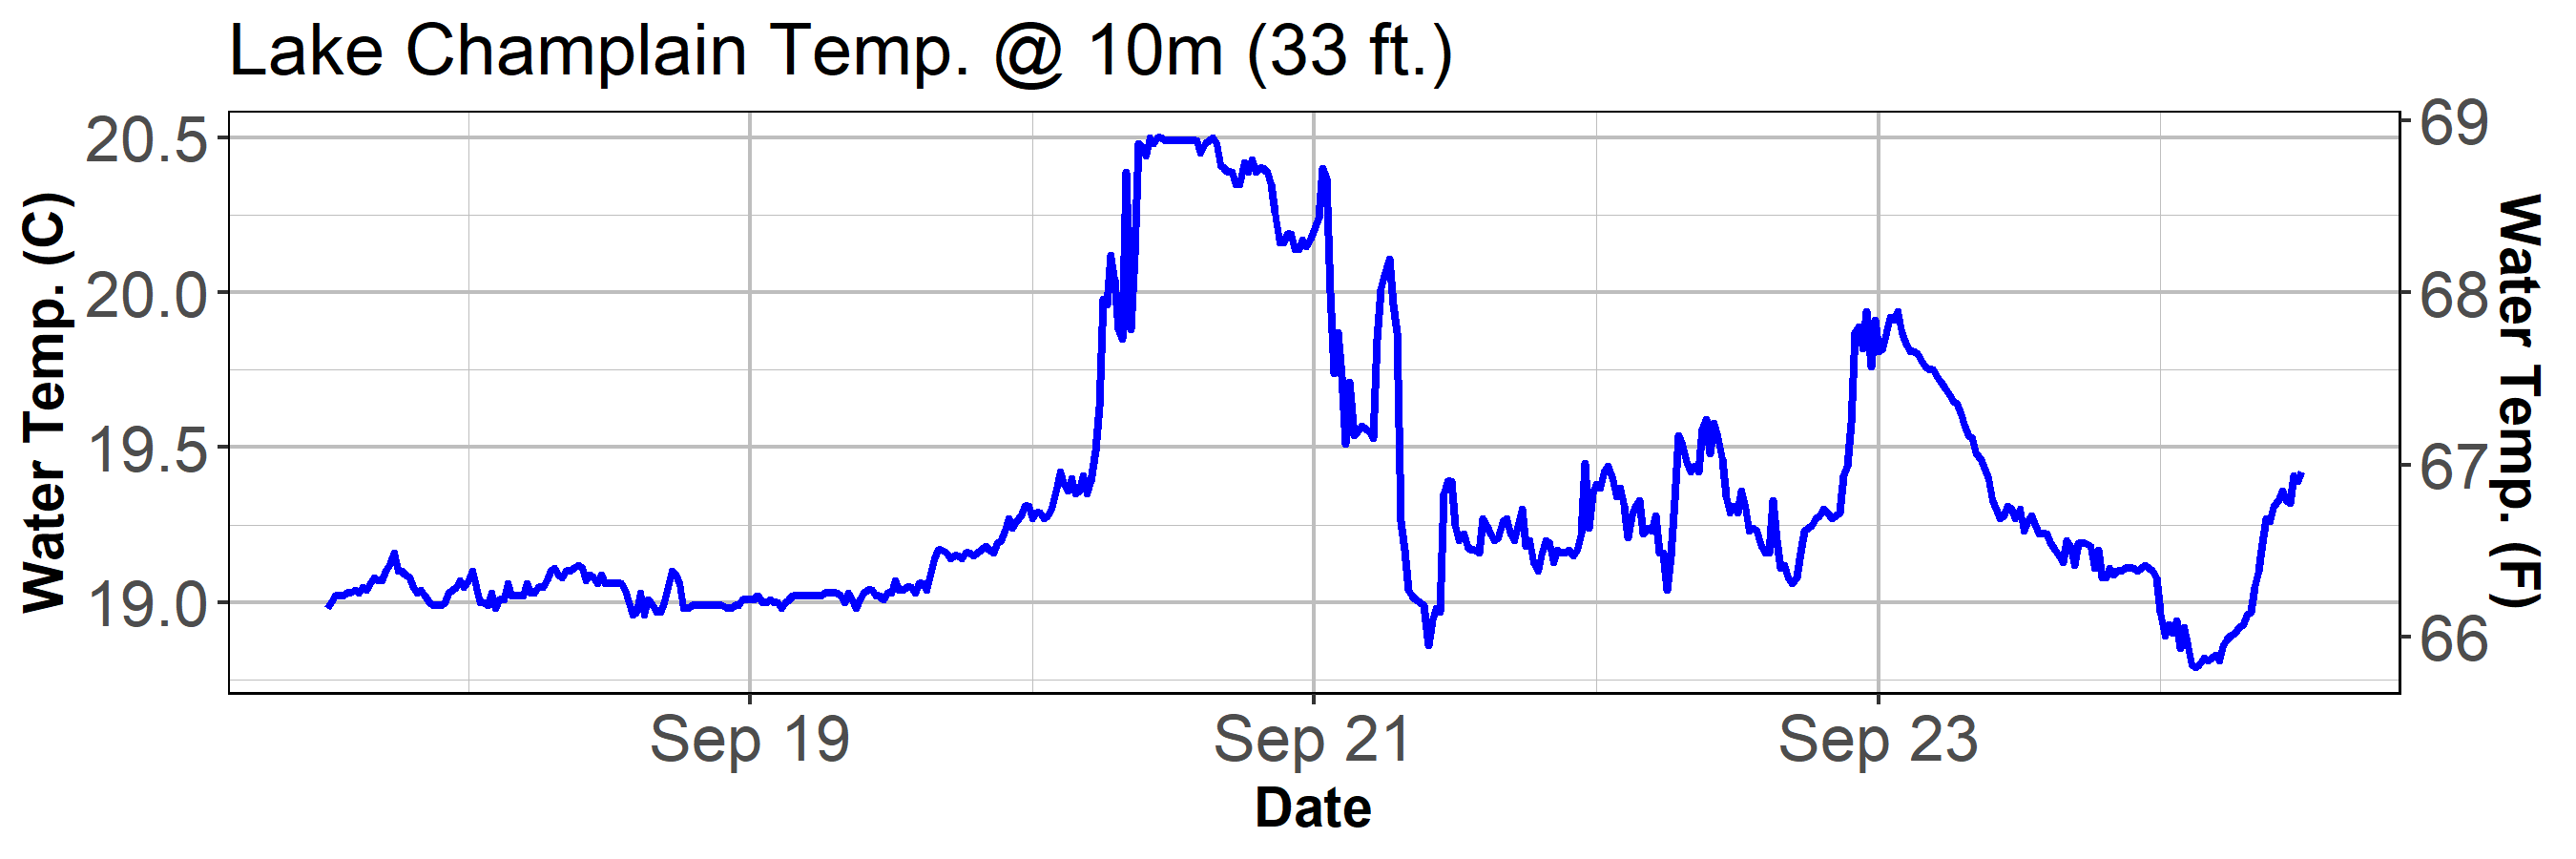 Lake Champlain Temp. @ 10m (33 ft.)
Water Temp. (C)
20.5
20.0
19.5
19.0
69
68
67
66
Water Temp. (F)
Sep 19
Sep 21
Sep 23
Date